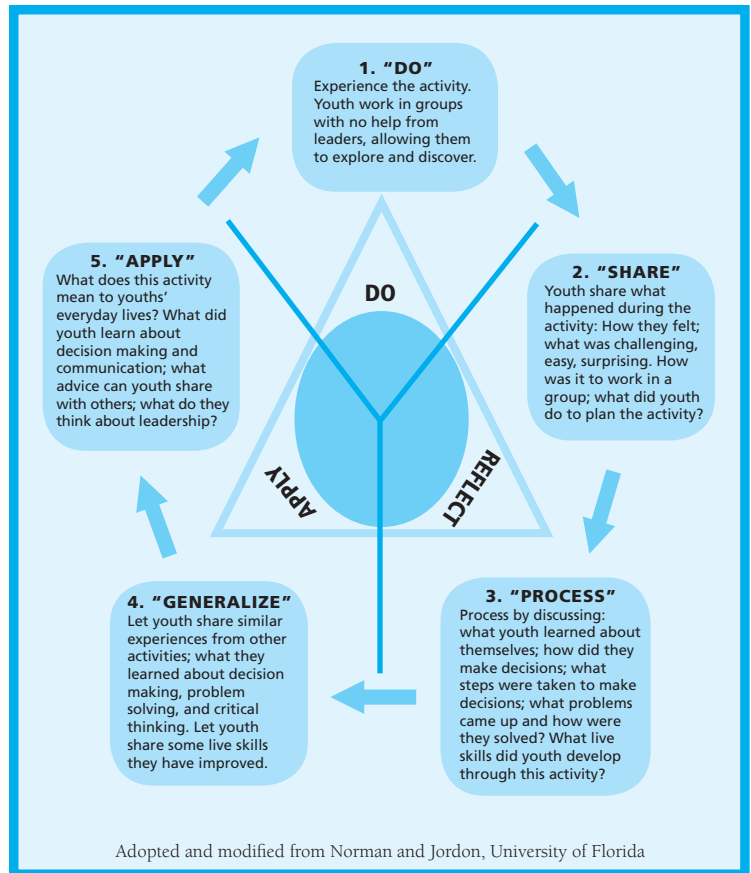 1. “DO”
Experience the activity.
Youth work in groups
with no help from
leaders, allowing them
to explore and discover.
2. “SHARE”
Youth share what
happened during the
activity: How they felt;
what was challenging,
easy, surprising. How
was it to work in a
group; what did youth
do to plan the activity?
3. “PROCESS”
Process by discussing:
what youth learned about
themselves; how did they
make decisions; what
steps were taken to make
decisions; what problems
came up and how were
they solved? What live
skills did youth develop
through this activity?
4. “GENERALIZE”
Let youth share similar
experiences from other
activities; what they
learned about decision
making, problem
solving, and critical
thinking. Let youth
share some live skills
they have improved.
5. “APPLY”
What does this activity
mean to youths’
everyday lives? What did
youth learn about
decision making and
communication; what
advice can youth share
with others; what do they
think about leadership?
DO
REFLECT
APPLY
Adopted and modified from Norman and Jordon, University of Florida